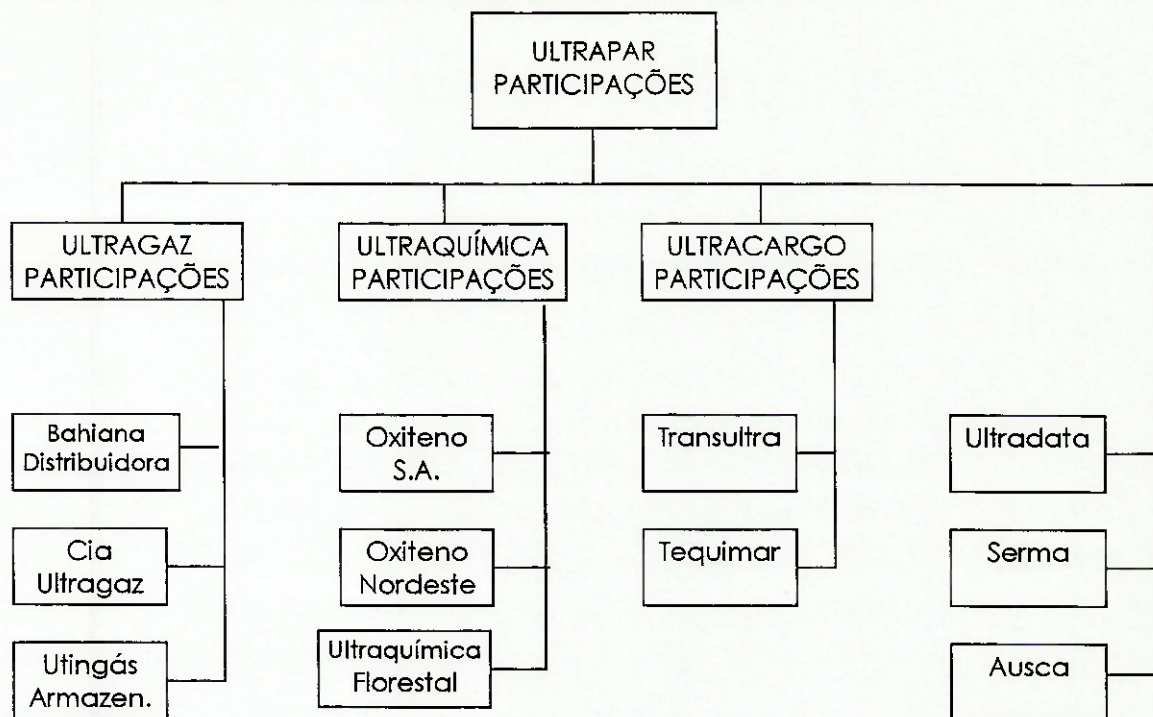 ULTRAPAR
PARTICIPAÇÕES
ULTRAGAZ
PARTICIPAÇÕES
ULTRAQUÍMICA
PARTICIPAÇÕES
ULTRACARGO
PARTICIPAÇÕES
Bahiana
Distribuidora
Cia
Ultragaz
Utingás
Armazen.
Oxiteno
S.A.
Oxiteno
Nordeste
Ultraquímica
Florestal
Transultra
Tequimar
Ultradata
Serma
Ausca